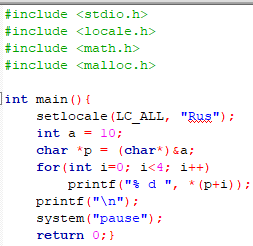 #include <stdio.h>
#include <locale.h>
#include <math.h>
#include <malloc.h>
int main(){
setlocale(LC_ALL, "Rus");
int a = 10;
char *p = (char*)&a;
for(int i=0; i<4; i++)
printf("% d ", *(p+i));
printf("\n");
system("pause");
return 0;}